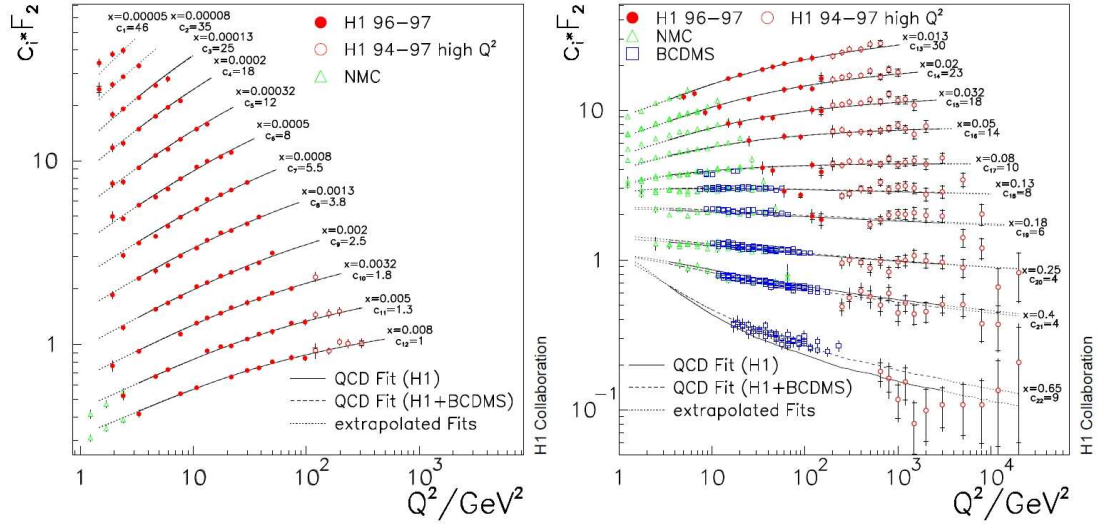 cᵢ*F₂
10
1
1
10
10²
10³
Q²/GeV²
H1 96−97
H1 94−97 high Q²
NMC
x=0.00005
c₁=46
x=0.00008
c₂=35
x=0.00013
c₃=25
x=0.0002
c₄=18
x=0.00032
c₅=12
x=0.0005
c₆=8
x=0.0008
c₇=5.5
x=0.0013
c₈=3.8
x=0.002
c₉=2.5
x=0.0032
c₁₀=1.8
x=0.005
c₁₁=1.3
x=0.008
c₁₂=1
QCD Fit (H1)
QCD Fit (H1+BCDMS)
extrapolated Fits
H1 Collaboration
cᵢ*F₂
10
1
10⁻¹
1
10
10²
10³
10⁴
Q²/GeV²
H1 96−97
H1 94−97 high Q²
NMC
BCDMS
x=0.013
c₁₃=30
x=0.02
c₁₄=23
x=0.032
c₁₅=18
x=0.05
c₁₆=14
x=0.08
c₁₇=10
x=0.13
c₁₈=8
x=0.18
c₁₉=6
x=0.25
c₂₀=4
x=0.4
c₂₁=4
x=0.65
c₂₂=9
QCD Fit (H1)
QCD Fit (H1+BCDMS)
extrapolated Fits
H1 Collaboration